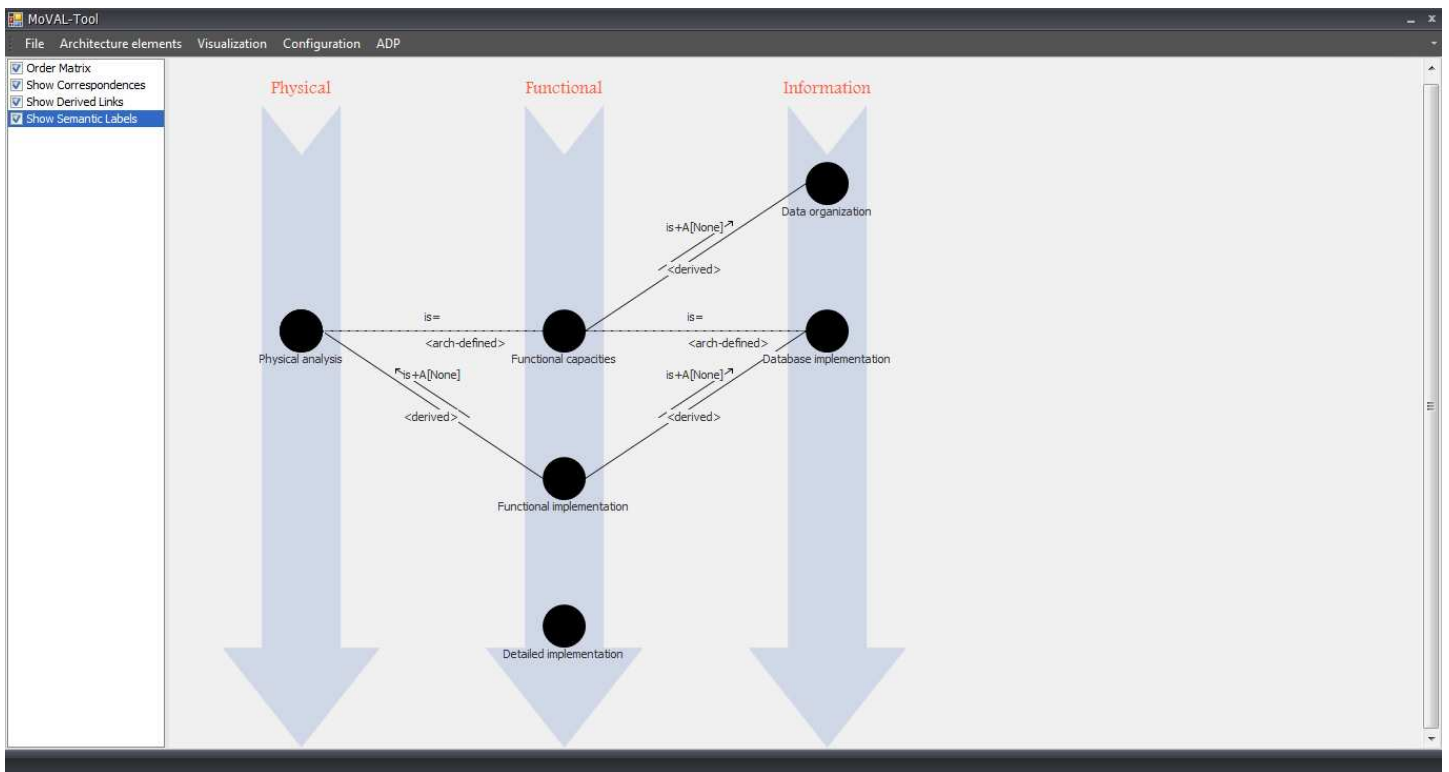 MoVAL-Tool
File Architecture elements Visualization Configuration ADP
Order Matrix
Show Correspondences
Show Derived Links
Show Semantic Labels
Physical Functional Information
Data organization
is+A[None]
<derived>
is= is=
<arch-defined> <arch-defined>
Physical analysis Functional capacities Database implementation
is+A[None] is+A[None]
<derived> <derived>
Functional implementation
Detailed implementation